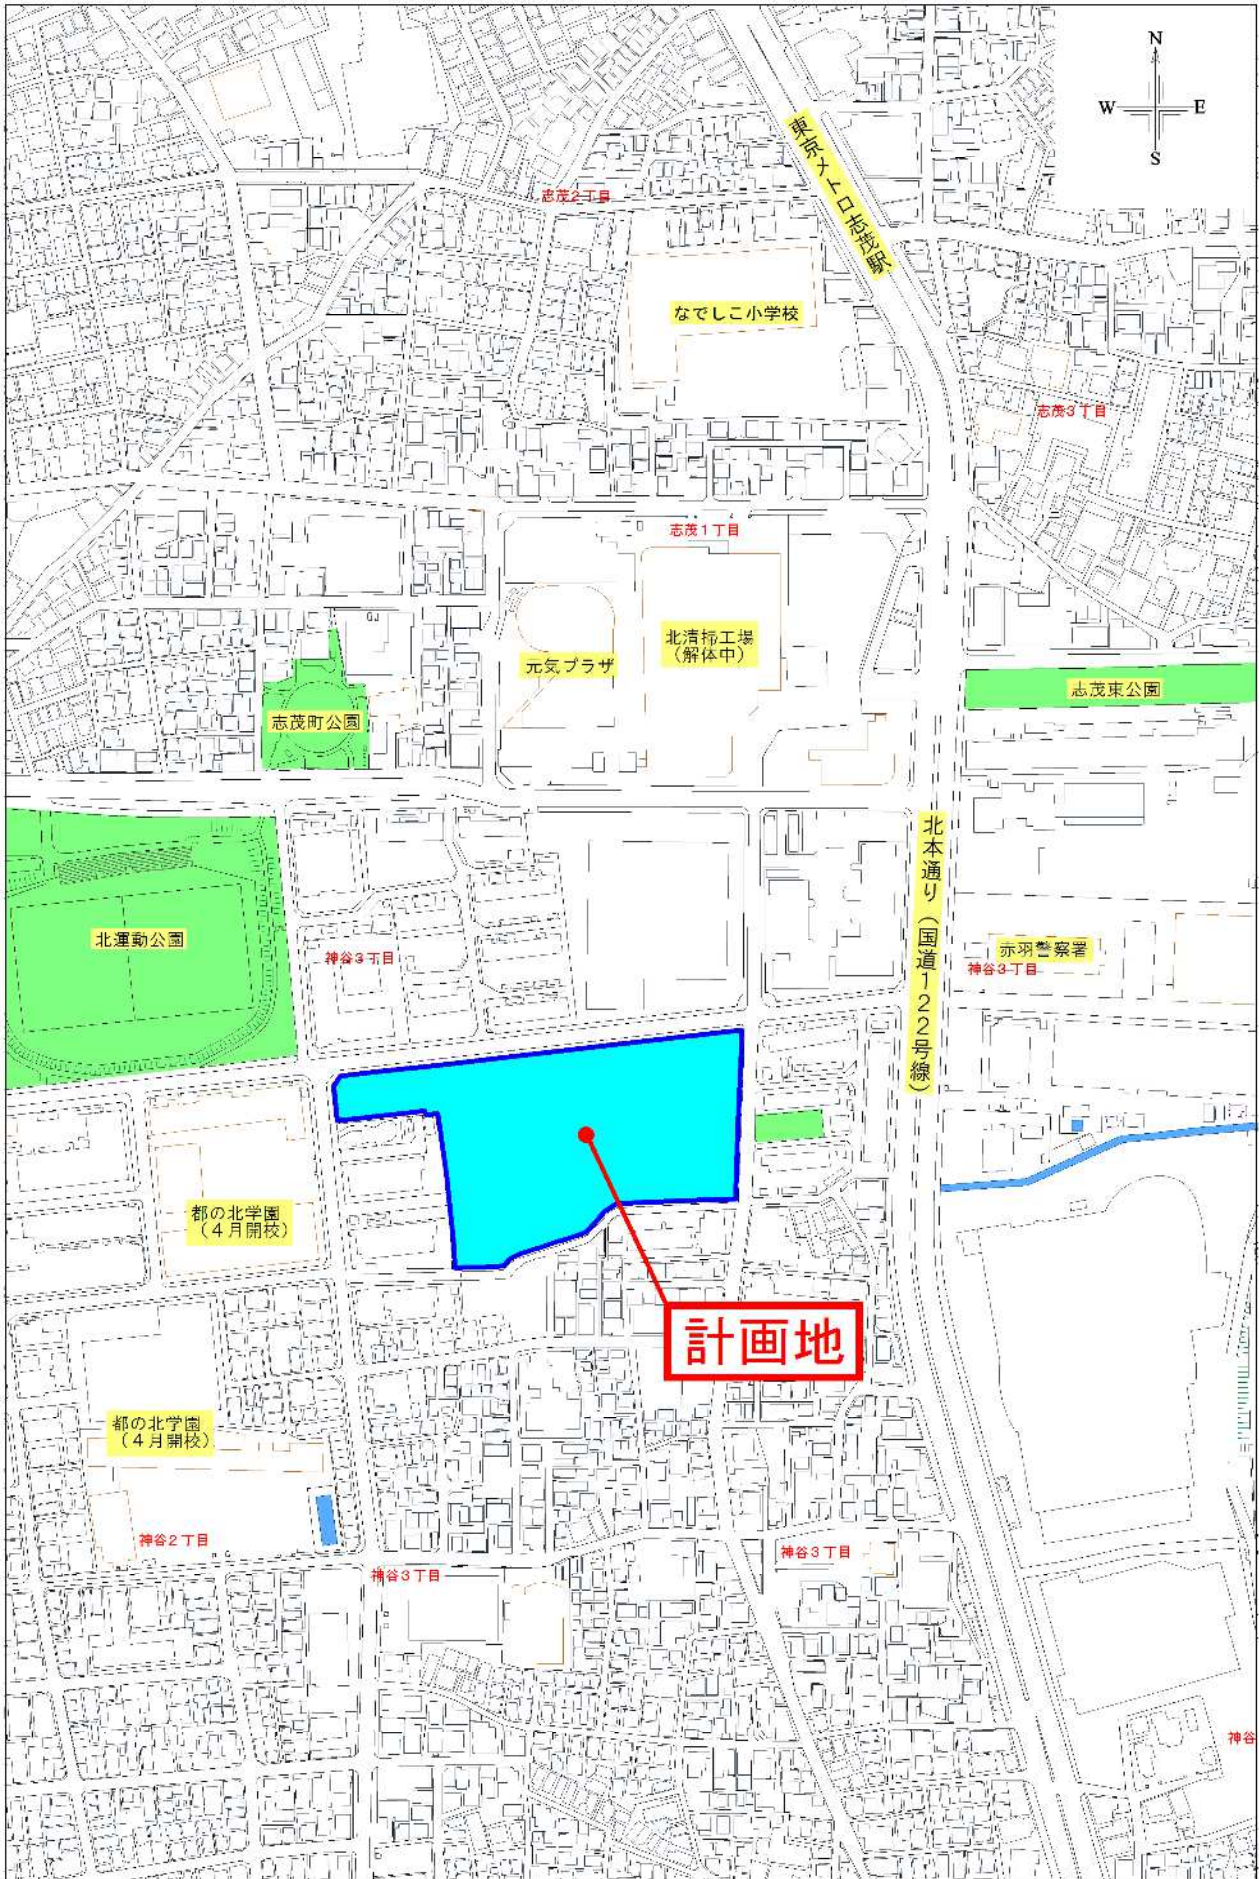 N
W E
S
東京メトロ志茂駅
志茂2丁目
なでしこ小学校
志茂3丁目
志茂1丁目
北清掃工場
(解体中)
元気プラザ
志茂東公園
志茂町公園
北本通り(国道122号線)
北運動公園
赤羽警察署
神谷3丁目
神谷3丁目
都の北学園
(4月開校)
計画地
都の北学園
(4月開校)
神谷2丁目
神谷3丁目
神谷3丁目
神谷